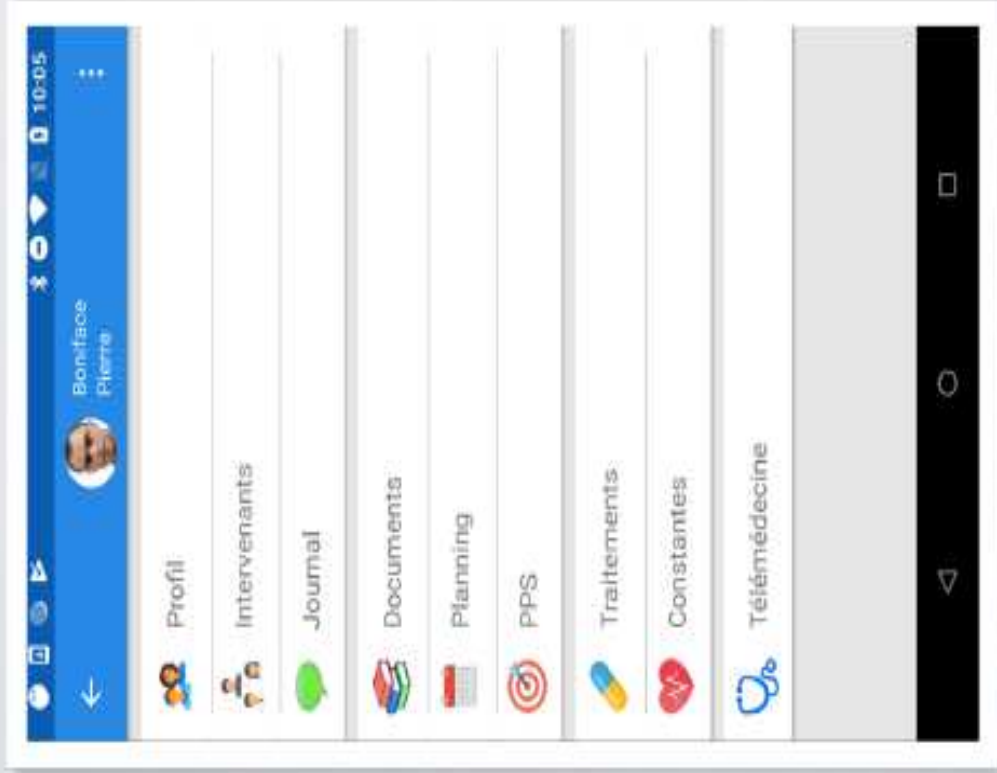 10:05
Boniface
Pierre
Profil
Intervenants
Journal
Documents
Planning
PPS
Traitements
Constantes
Télémédecine